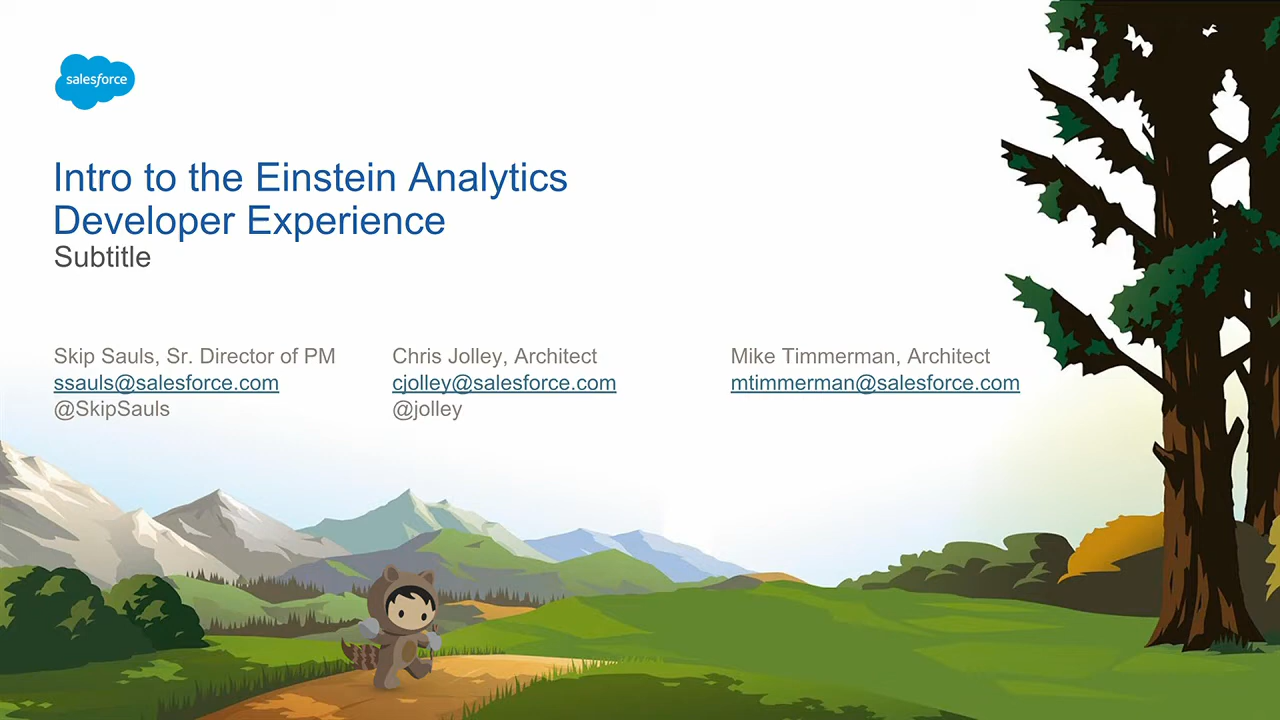 salesforce
Intro to the Einstein Analytics
Developer Experience
Subtitle
Skip Sauls, Sr. Director of PM
ssauls@salesforce.com
@SkipSauls
Chris Jolley, Architect
cjolley@salesforce.com
@jolley
Mike Timmerman, Architect
mtimmerman@salesforce.com